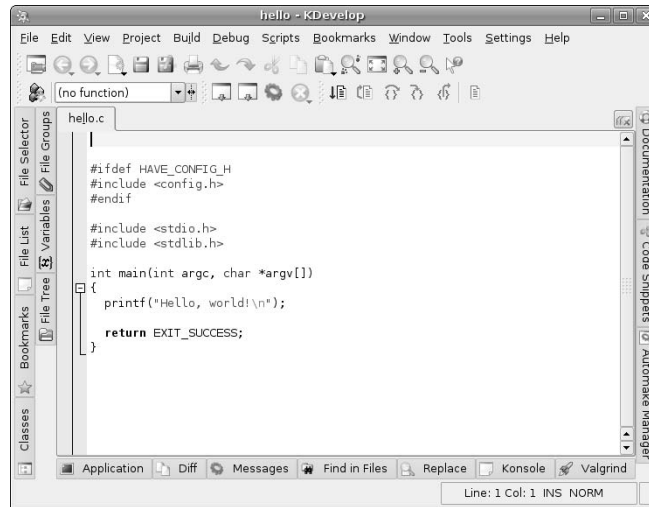 hello - KDevelop
File Edit View Project Build Debug Scripts Bookmarks Window Tools Settings Help
(no function)
hello.c
File Selector
File List
Bookmarks
Classes
File Groups
{x} Variables
File Tree
#ifdef HAVE_CONFIG_H
#include <config.h>
#endif
#include <stdio.h>
#include <stdlib.h>
int main(int argc, char *argv[])
{
printf("Hello, world!\n");
return EXIT_SUCCESS;
}
Documentation
Code Snippets
Automake Manager
Application Diff Messages Find in Files Replace Konsole Valgrind
Line: 1 Col: 1 INS NORM